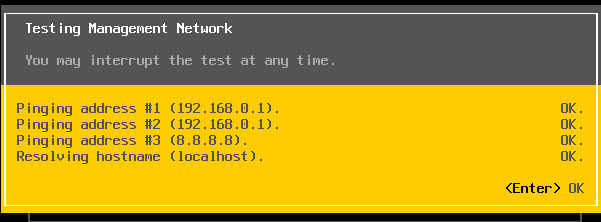 Testing Management Network
You may interrupt the test at any time.
Pinging address #1 (192.168.0.1). OK.
Pinging address #2 (192.168.0.1). OK.
Pinging address #3 (8.8.8.8). OK.
Resolving hostname (localhost). OK.
<Enter> OK